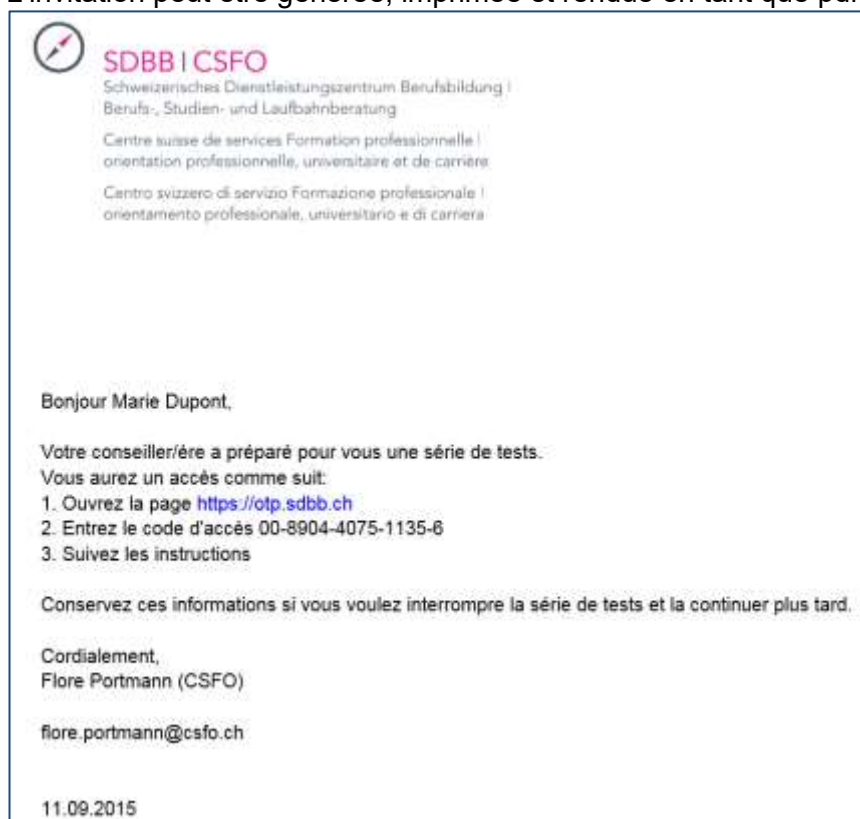 SDBB | CSFO
Schweizerisches Dienstleistungszentrum Berufsbildung |
Berufs-, Studien- und Laufbahnberatung
Centre suisse de services Formation professionnelle |
orientation professionnelle, universitaire et de carrière
Centro svizzero di servizio Formazione professionale |
orientamento professionale, universitario e di carriera
Bonjour Marie Dupont,
Votre conseiller/ère a préparé pour vous une série de tests.
Vous aurez un accès comme suit:
1. Ouvrez la page https://otp.sdbb.ch
2. Entrez le code d'accès 00-8904-4075-1135-6
3. Suivez les instructions
Conservez ces informations si vous voulez interrompre la série de tests et la continuer plus tard.
Cordialement,
Flore Portmann (CSFO)
flore.portmann@csfo.ch
11.09.2015